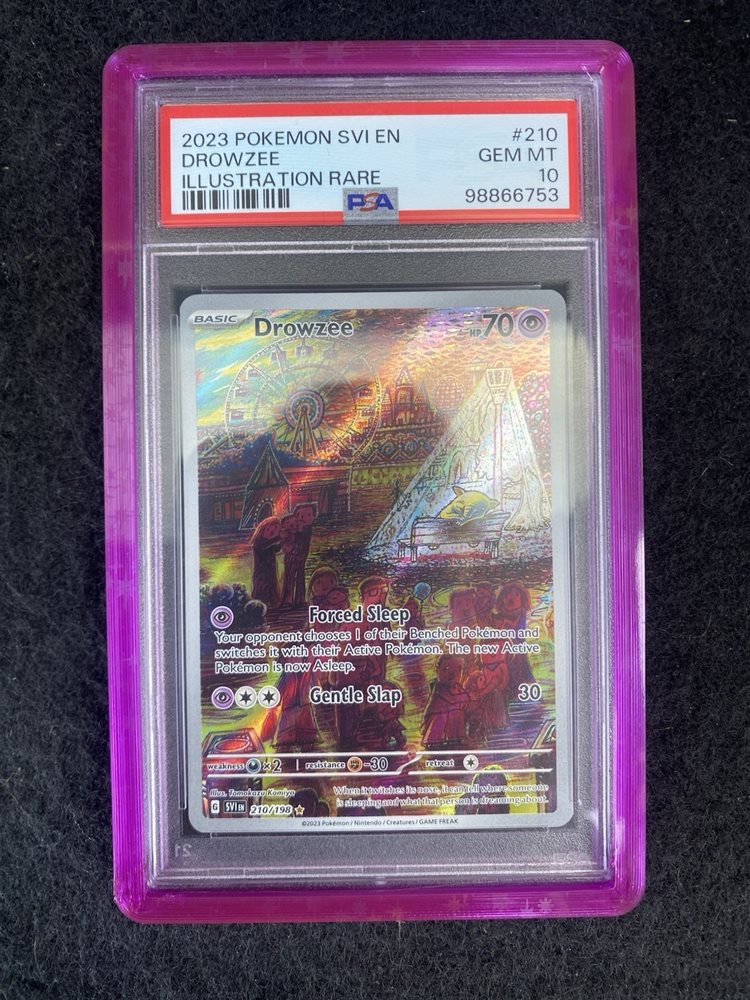 2023 POKEMON SVI EN #210
DROWZEE GEM MT
ILLUSTRATION RARE 10
PSA 98866753
BASIC Drowzee HP 70
Forced Sleep
Your opponent chooses 1 of their Benched Pokémon and
switches it with their Active Pokémon. The new Active
Pokémon is now Asleep.
Gentle Slap 30
weakness ×2 resistance -30 retreat
Illus. Tomokazu Komiya
When it twitches its nose, it can tell where someone
is sleeping and what that person is dreaming about.
G SVI EN 210/198
©2023 Pokémon / Nintendo / Creatures / GAME FREAK